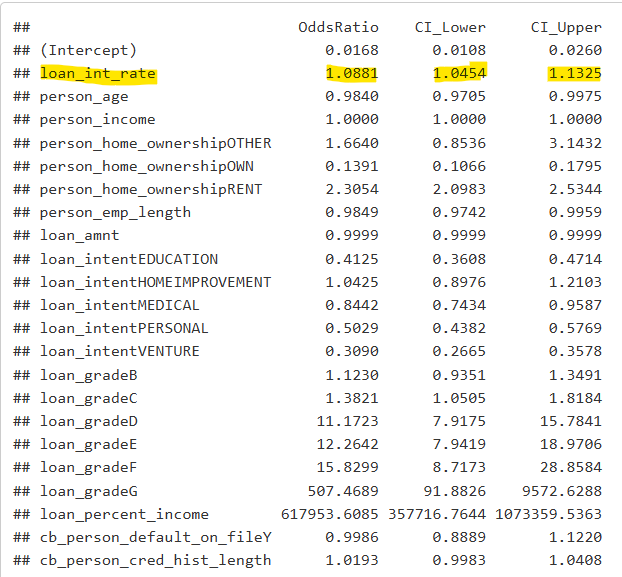 ## OddsRatio CI_Lower CI_Upper
## (Intercept) 0.0168 0.0108 0.0260
## loan_int_rate 1.0881 1.0454 1.1325
## person_age 0.9840 0.9705 0.9975
## person_income 1.0000 1.0000 1.0000
## person_home_ownershipOTHER 1.6640 0.8536 3.1432
## person_home_ownershipOWN 0.1391 0.1066 0.1795
## person_home_ownershipRENT 2.3054 2.0983 2.5344
## person_emp_length 0.9849 0.9742 0.9959
## loan_amnt 0.9999 0.9999 0.9999
## loan_intentEDUCATION 0.4125 0.3608 0.4714
## loan_intentHOMEIMPROVEMENT 1.0425 0.8976 1.2103
## loan_intentMEDICAL 0.8442 0.7434 0.9587
## loan_intentPERSONAL 0.5029 0.4382 0.5769
## loan_intentVENTURE 0.3090 0.2665 0.3578
## loan_gradeB 1.1230 0.9351 1.3491
## loan_gradeC 1.3821 1.0505 1.8184
## loan_gradeD 11.1723 7.9175 15.7841
## loan_gradeE 12.2642 7.9419 18.9706
## loan_gradeF 15.8299 8.7173 28.8584
## loan_gradeG 507.4689 91.8826 9572.6288
## loan_percent_income 617953.6085 357716.7644 1073359.5363
## cb_person_default_on_fileY 0.9986 0.8889 1.1220
## cb_person_cred_hist_length 1.0193 0.9983 1.0408